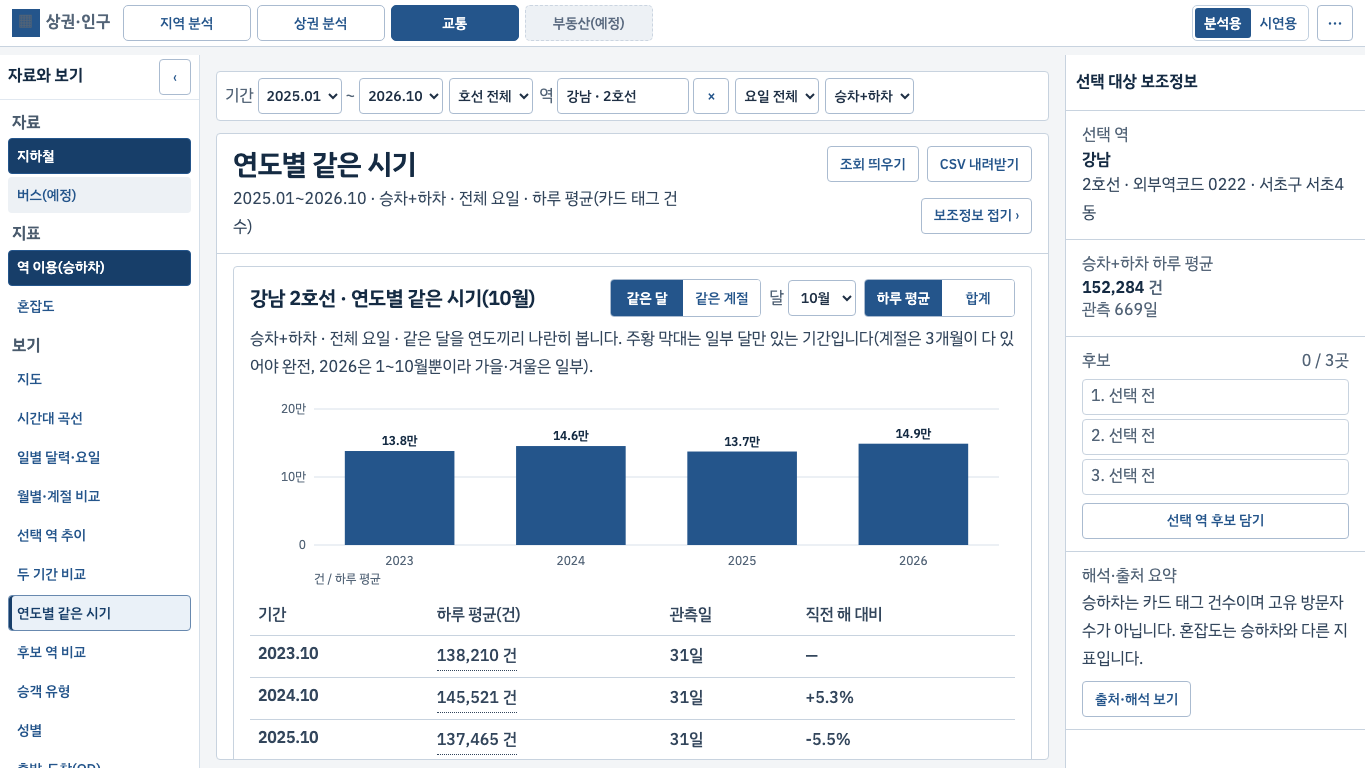 상권·인구
지역 분석
상권 분석
교통
부동산(예정)
분석용
시연용
···
자료와 보기
‹
자료
지하철
버스(예정)
지표
역 이용(승하차)
혼잡도
보기
지도
시간대 곡선
일별 달력·요일
월별·계절 비교
선택 역 추이
두 기간 비교
연도별 같은 시기
후보 역 비교
승객 유형
성별
기간 2025.01 ~ 2026.10 호선 전체 역 강남 · 2호선 × 요일 전체 승차+하차
연도별 같은 시기
2025.01~2026.10 · 승차+하차 · 전체 요일 · 하루 평균(카드 태그 건
수)
조회 띄우기
CSV 내려받기
보조정보 접기 ›
강남 2호선 · 연도별 같은 시기(10월)
같은 달
같은 계절
달 10월
하루 평균
합계
승차+하차 · 전체 요일 · 같은 달을 연도끼리 나란히 봅니다. 주황 막대는 일부 달만 있는 기간입니다(계절은 3개월이 다 있
어야 완전, 2026은 1~10월뿐이라 가을·겨울은 일부).
20만
10만
0
13.8만
14.6만
13.7만
14.9만
2023
2024
2025
2026
건 / 하루 평균
기간 하루 평균(건) 관측일 직전 해 대비
2023.10 138,210 건 31일 —
2024.10 145,521 건 31일 +5.3%
2025.10 137,465 건 31일 -5.5%
선택 대상 보조정보
선택 역
강남
2호선 · 외부역코드 0222 · 서초구 서초4
동
승차+하차 하루 평균
152,284 건
관측 669일
후보 0 / 3곳
1. 선택 전
2. 선택 전
3. 선택 전
선택 역 후보 담기
해석·출처 요약
승하차는 카드 태그 건수이며 고유 방문자
수가 아닙니다. 혼잡도는 승하차와 다른 지
표입니다.
출처·해석 보기